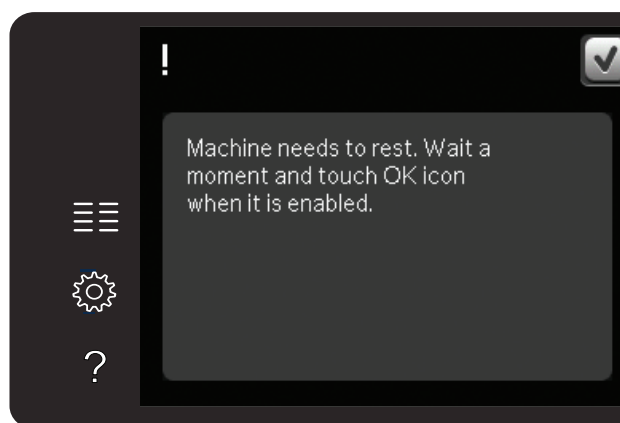 !
Machine needs to rest. Wait a
moment and touch OK icon
when it is enabled.
?